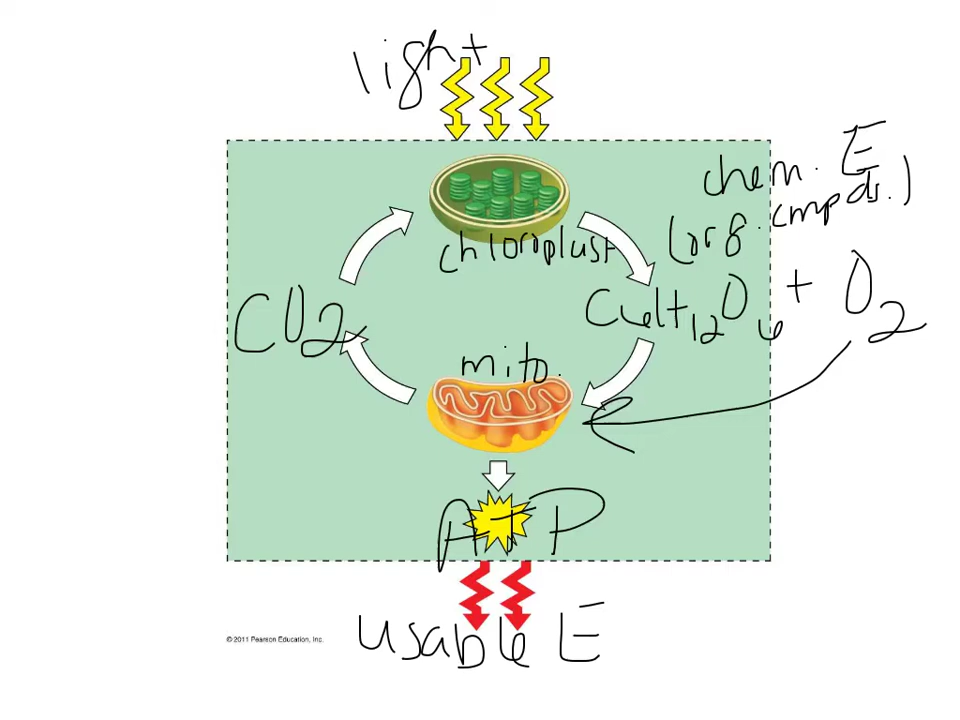 light
chem. E
(org. cmpds.)
chloroplast
CO2
C6H12O6 + O2
mito.
ATP
© 2011 Pearson Education, Inc.
usable E